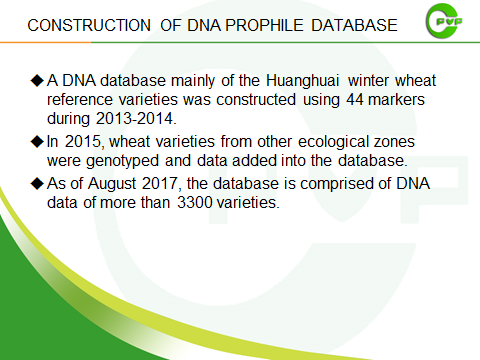 CONSTRUCTION OF DNA PROPHILE DATABASE
PVP
◆A DNA database mainly of the Huanghuai winter wheat
reference varieties was constructed using 44 markers
during 2013-2014.
◆In 2015, wheat varieties from other ecological zones
were genotyped and data added into the database.
◆As of August 2017, the database is comprised of DNA
data of more than 3300 varieties.